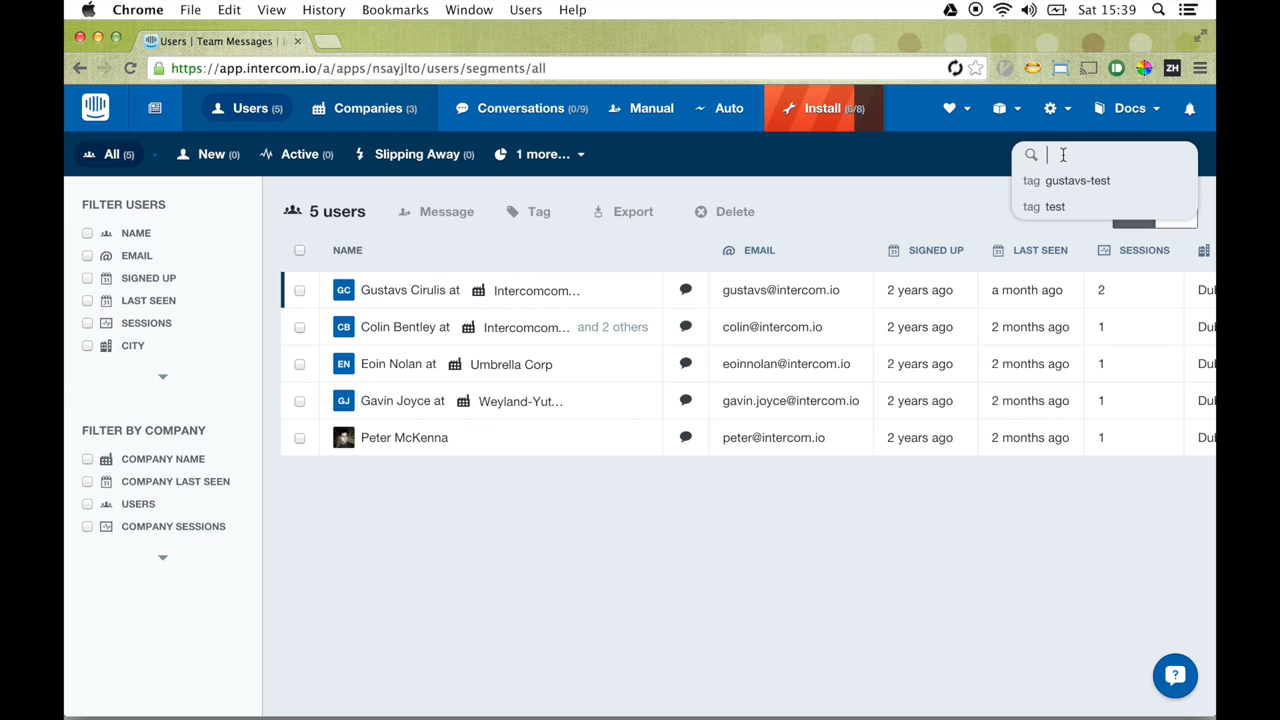 Chrome File Edit View History Bookmarks Window Users Help Sat 15:39
Users | Team Messages |
https://app.intercom.io/a/apps/nsayjlto/users/segments/all ZH
Users (5) Companies (3) Conversations (0/9) Manual Auto Install (6/8) Docs
All (5) New (0) Active (0) Slipping Away (0) 1 more...
tag gustavs-test
tag test
FILTER USERS
NAME
EMAIL
SIGNED UP
LAST SEEN
SESSIONS
CITY
FILTER BY COMPANY
COMPANY NAME
COMPANY LAST SEEN
USERS
COMPANY SESSIONS
5 users Message Tag Export Delete
NAME EMAIL SIGNED UP LAST SEEN SESSIONS
GC Gustavs Cirulis at Intercomcom... gustavs@intercom.io 2 years ago a month ago 2 Du
CB Colin Bentley at Intercomcom... and 2 others colin@intercom.io 2 years ago 2 months ago 1 Du
EN Eoin Nolan at Umbrella Corp eoinnolan@intercom.io 2 years ago 2 months ago 1 Du
GJ Gavin Joyce at Weyland-Yut... gavin.joyce@intercom.io 2 years ago 2 months ago 1 Du
Peter McKenna peter@intercom.io 2 years ago 2 months ago 1 Du